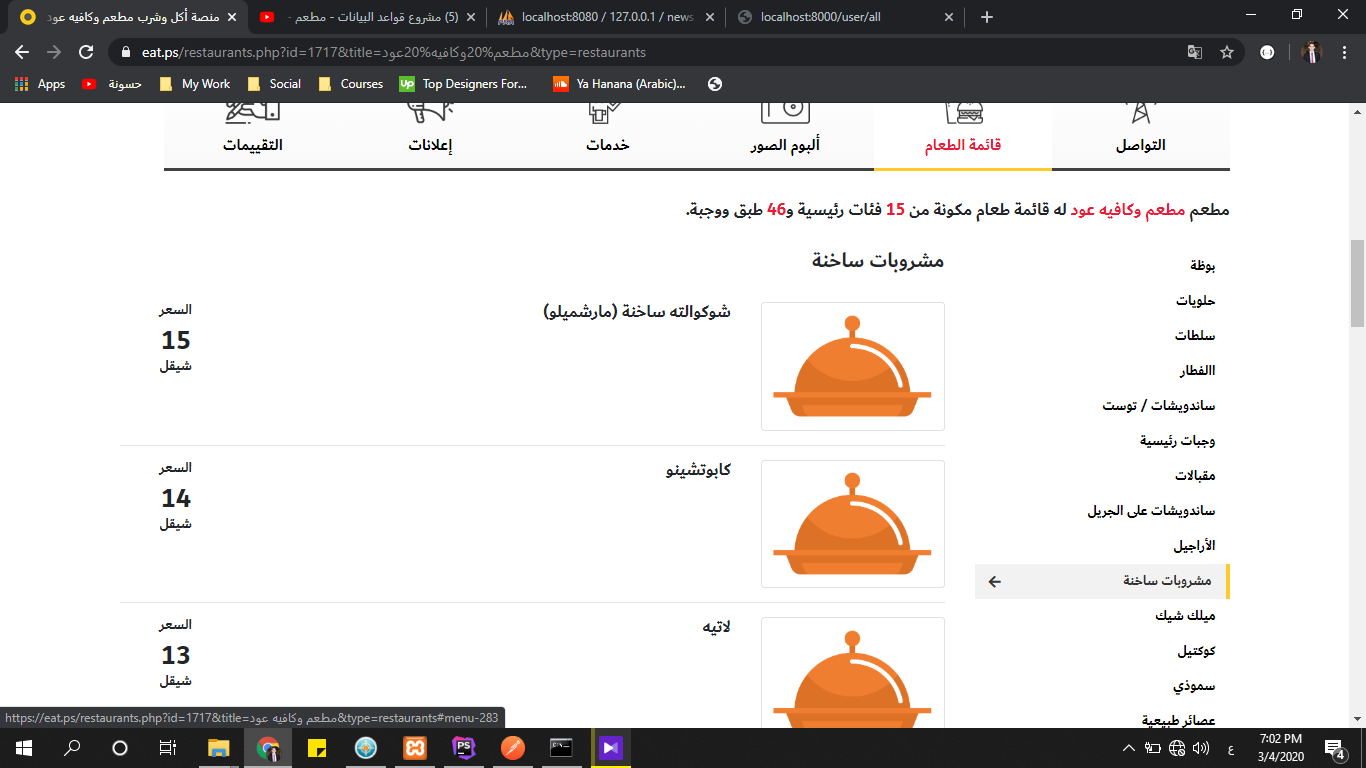 منصة أكل وشرب مطعم وكافيه عود
(5) مشروع قواعد البيانات - مطعم -
localhost:8080 / 127.0.0.1 / news
localhost:8000/user/all
eat.ps/restaurants.php?id=1717&title=مطعم%20وكافيه%20عود&type=restaurants
Apps
حسونة
My Work
Social
Courses
Up
Top Designers For...
Ya Hanana (Arabic)...
التواصل
قائمة الطعام
ألبوم الصور
خدمات
إعلانات
التقييمات
مطعم مطعم وكافيه عود له قائمة طعام مكونة من 15 فئات رئيسية و46 طبق ووجبة.
بوظة
حلويات
سلطات
االفطار
ساندويشات / توست
وجبات رئيسية
مقبالات
ساندويشات على الجريل
الأراجيل
مشروبات ساخنة
ميلك شيك
كوكتيل
سموذي
عصائر طبيعية
مشروبات ساخنة
شوكوالته ساخنة (مارشميلو)
السعر
15
شيقل
كابوتشينو
السعر
14
شيقل
لاتيه
السعر
13
شيقل
https://eat.ps/restaurants.php?id=1717&title=مطعم وكافيه عود&type=restaurants#menu-283
PS
ع
7:02 PM
3/4/2020
4